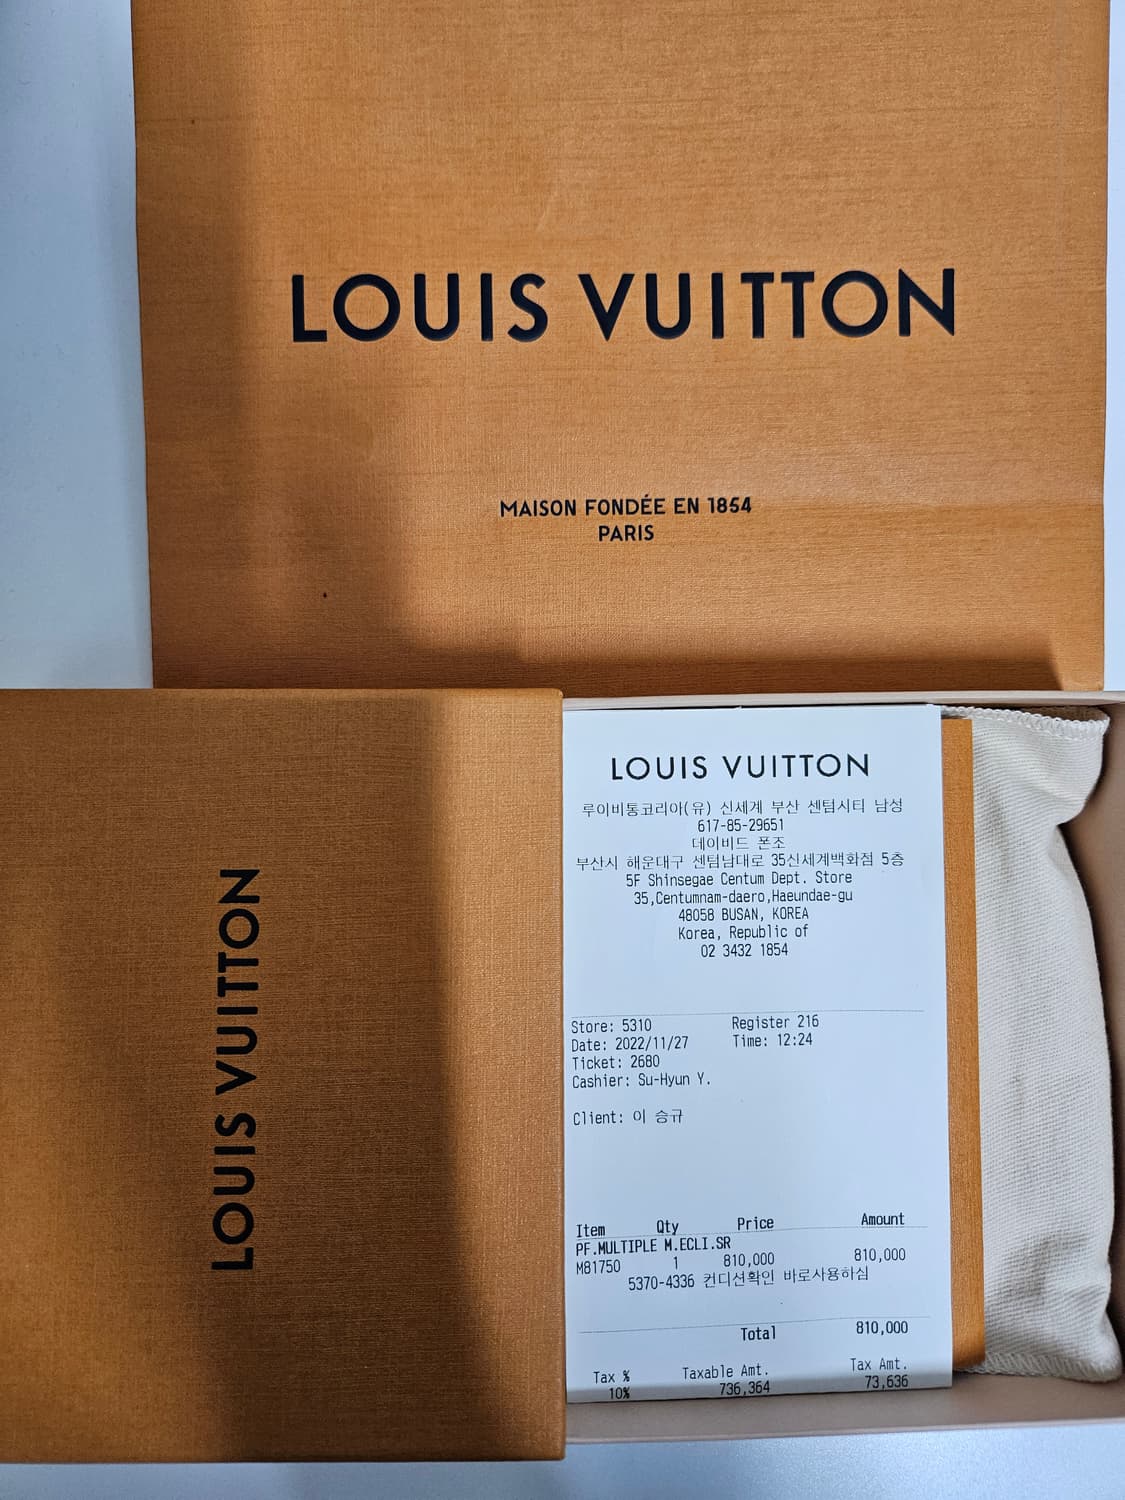 LOUIS VUITTON
MAISON FONDÉE EN 1854
PARIS
LOUIS VUITTON
LOUIS VUITTON
루이비통코리아(유) 신세계 부산 센텀시티 남성
617-85-29651
데이비드 폰조
부산시 해운대구 센텀남대로 35신세계백화점 5층
5F Shinsegae Centum Dept. Store
35,Centumnam-daero,Haeundae-gu
48058 BUSAN, KOREA
Korea, Republic of
02 3432 1854
Store: 5310 Register 216
Date: 2022/11/27 Time: 12:24
Ticket: 2680
Cashier: Su-Hyun Y.
Client: 이 승규
Item Qty Price Amount
PF.MULTIPLE M.ECLI.SR
M81750 1 810,000 810,000
5370-4336 컨디션확인 바로사용하심
Total 810,000
Tax % Taxable Amt. Tax Amt.
10% 736,364 73,636